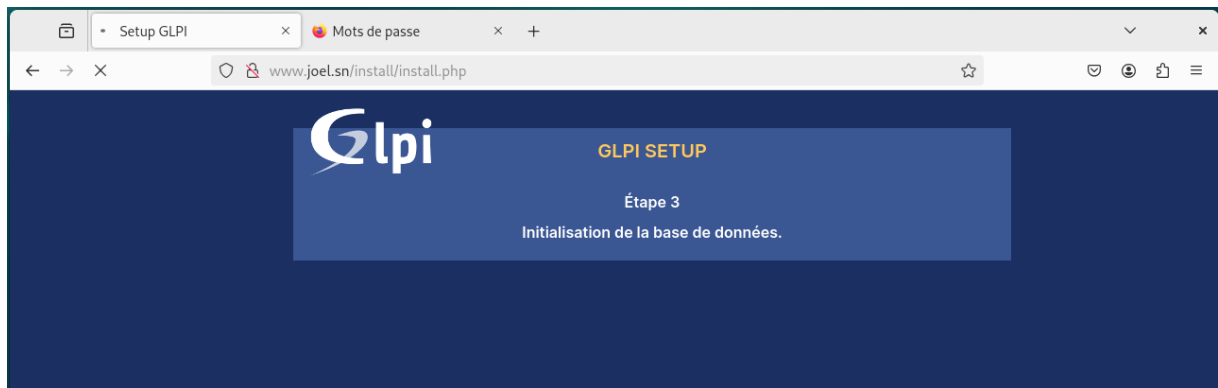 Setup GLPI
Mots de passe
www.joel.sn/install/install.php
Glpi
GLPI SETUP
Étape 3
Initialisation de la base de données.